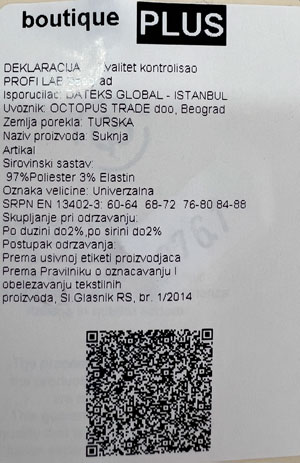 boutique PLUS
DEKLARACIJA valitet kontrolisao
PROFI LAB ad
Isporucilac: BATEKS GLOBAL - ISTANBUL
Uvoznik: OCTOPUS TRADE doo, Beograd
Zemlja porekla: TURSKA
Naziv proizvoda: Suknja
Artikal
Sirovinski sastav:
97%Poliester 3% Elastin
Oznaka velicine: Univerzalna
SRPN EN 13402-3: 60-64 68-72 76-80 84-88
Skupljanje pri odrzavanju:
Po duzini do2%,po sirini do2%
Postupak odrzavanja:
Prema usivnoj etiketi proizvodjaca
Prema Pravilniku o oznacavanju I
obelezavanju tekstilnih
proizvoda, Sl.Glasnik RS, br. 1/2014